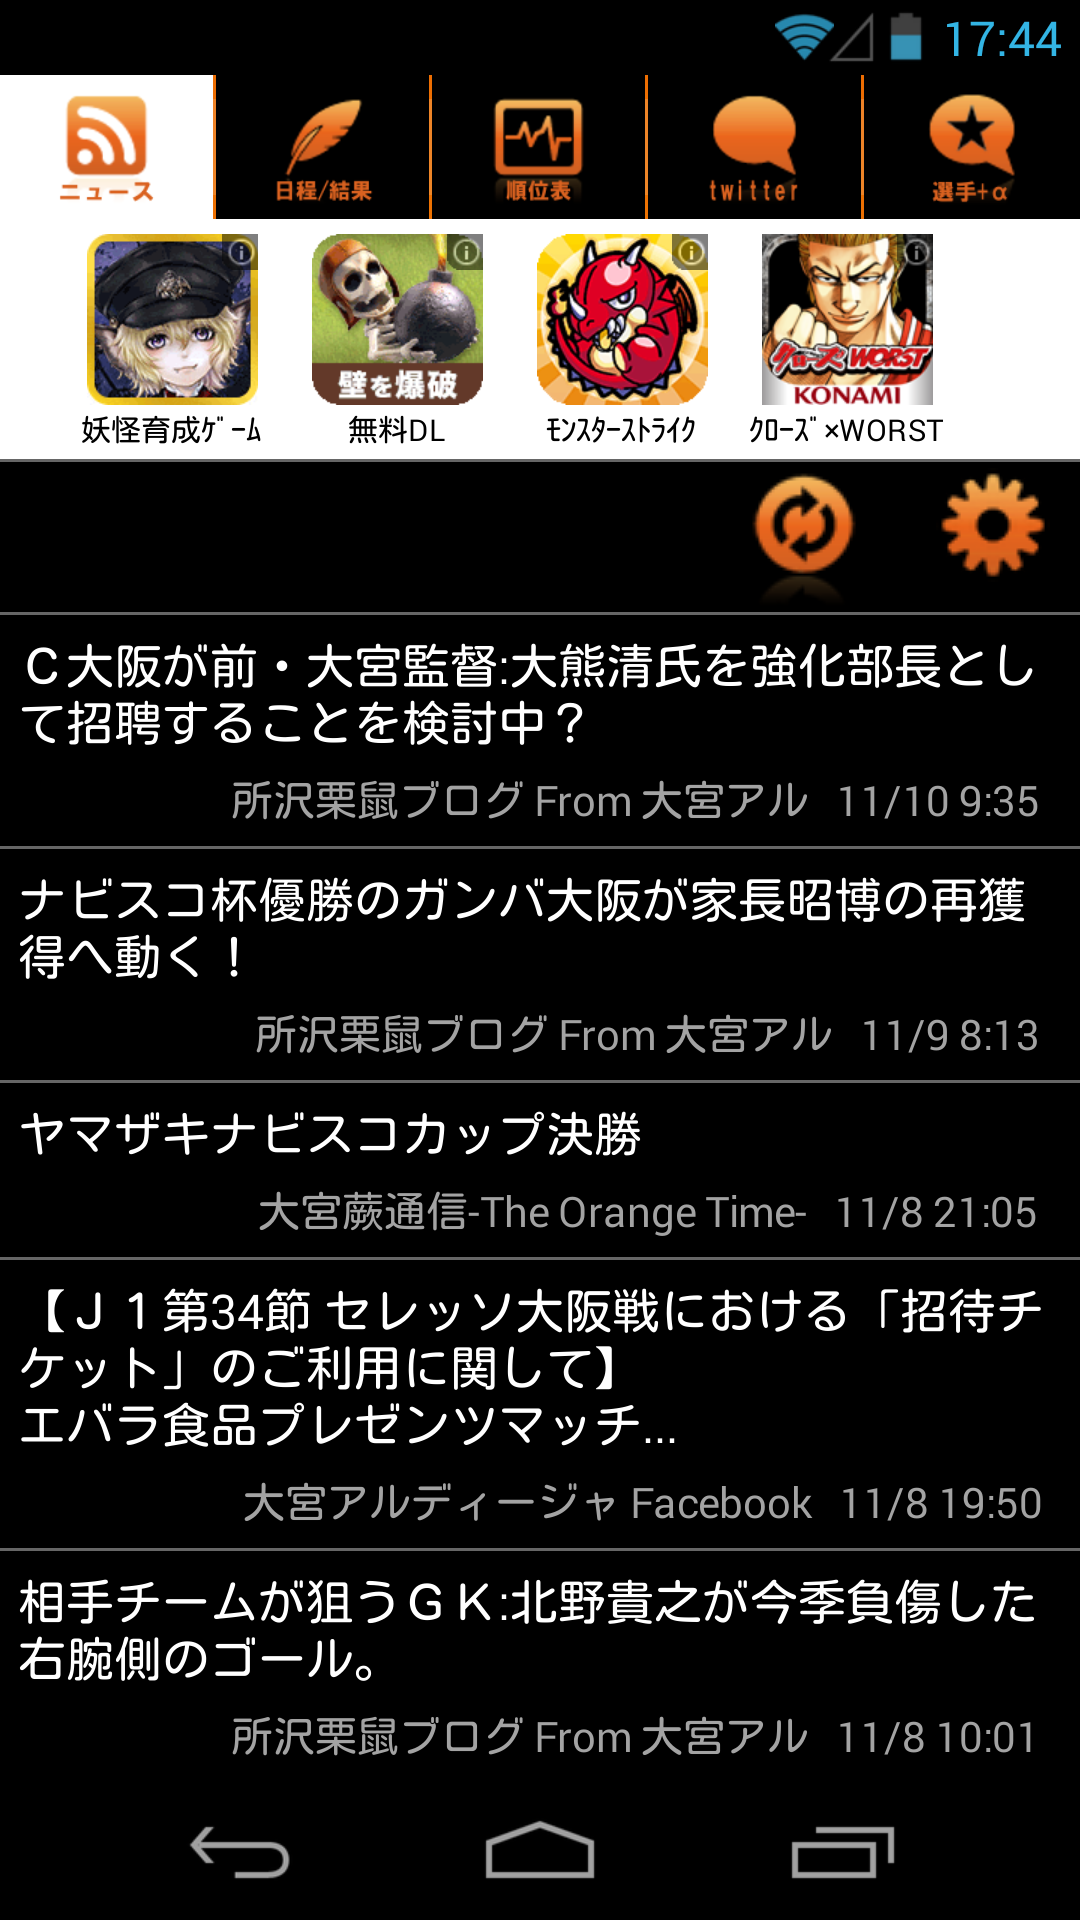 17:44
ニュース
日程/結果
順位表
twitter
選手+α
壁を爆破
クローズ WORST
KONAMI
妖怪育成ｹﾞｰﾑ
無料DL
ﾓﾝｽﾀｰｽﾄﾗｲｸ
ｸﾛｰｽﾞ×WORST
Ｃ大阪が前・大宮監督:大熊清氏を強化部長とし
て招聘することを検討中？
所沢栗鼠ブログ From 大宮アル 11/10 9:35
ナビスコ杯優勝のガンバ大阪が家長昭博の再獲
得へ動く！
所沢栗鼠ブログ From 大宮アル 11/9 8:13
ヤマザキナビスコカップ決勝
大宮蕨通信-The Orange Time- 11/8 21:05
【Ｊ１第34節 セレッソ大阪戦における「招待チ
ケット」のご利用に関して】
エバラ食品プレゼンツマッチ...
大宮アルディージャ Facebook 11/8 19:50
相手チームが狙うＧＫ:北野貴之が今季負傷した
右腕側のゴール。
所沢栗鼠ブログ From 大宮アル 11/8 10:01